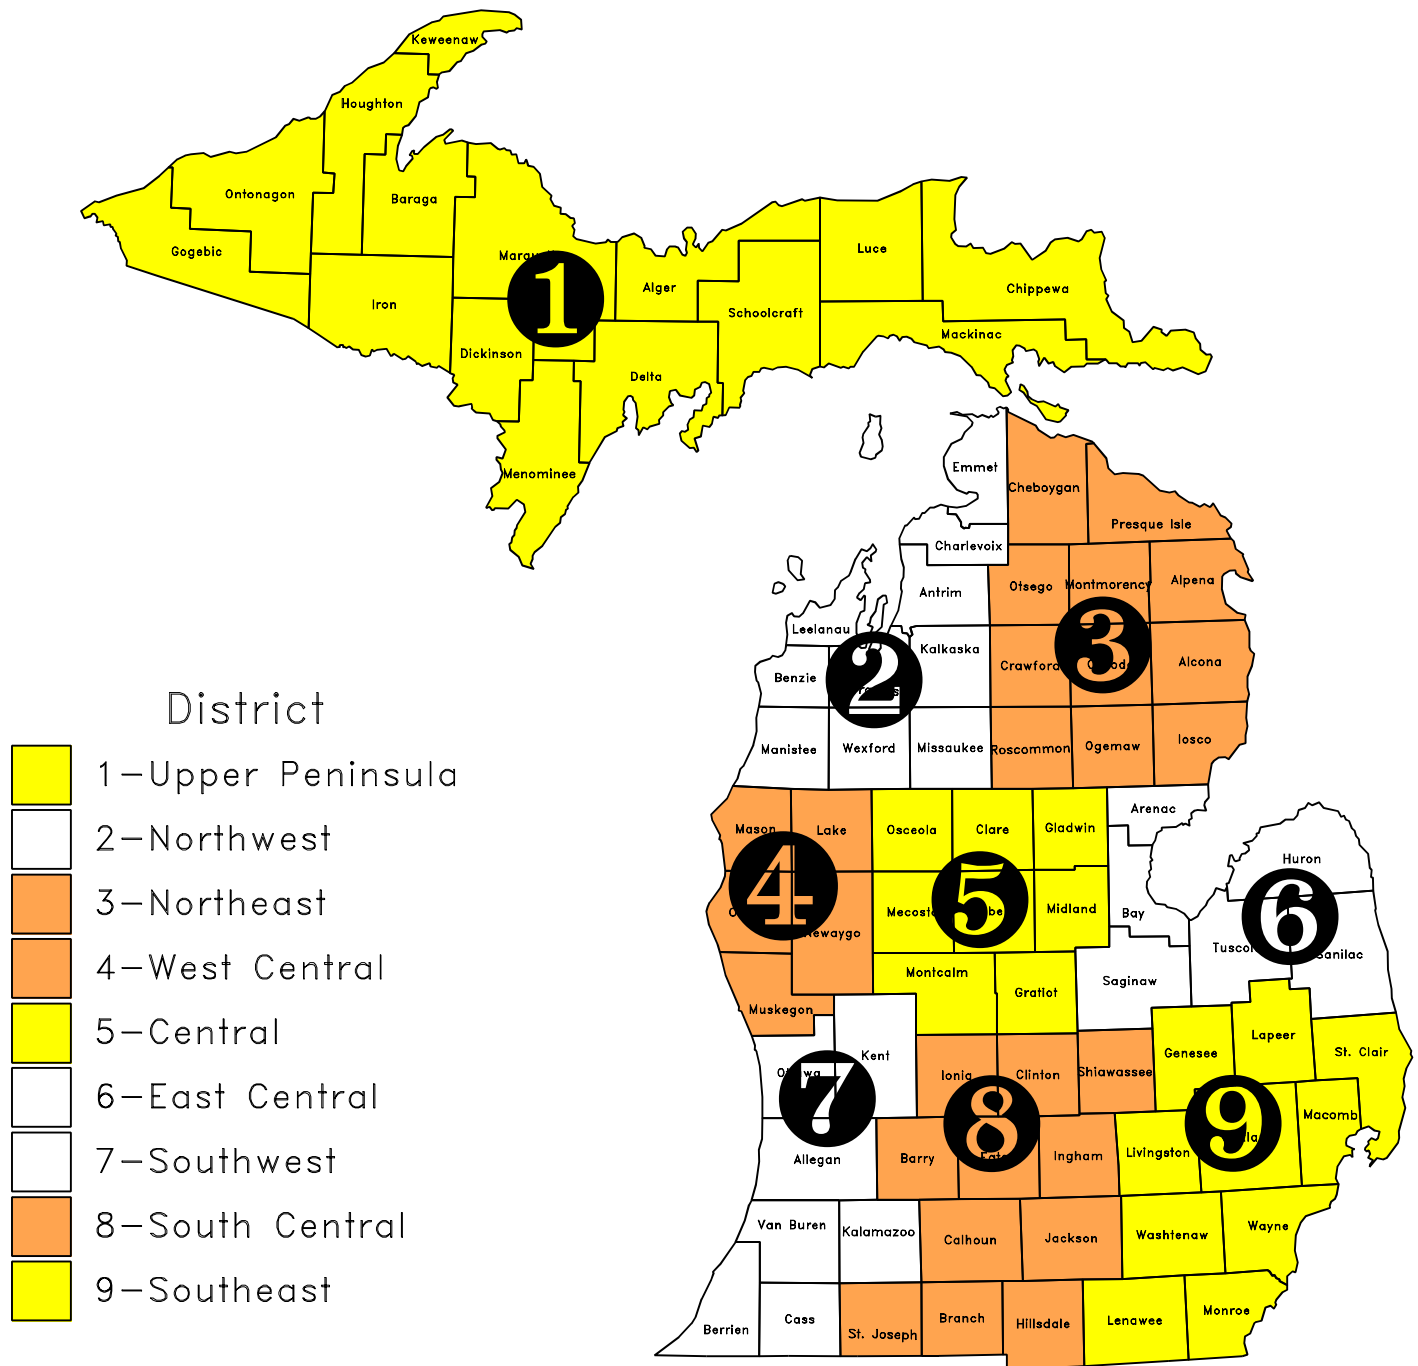 Keweenaw
Houghton
Ontonagon
Baraga
Gogebic
Luce
Alger
Chippewa
Iron
1
Schoolcraft
Mackinac
Dickinson
Delta
Menominee
Emmet
Cheboygan
Presque Isle
Charlevoix
Otsego
Montmorency
Alpena
Antrim
Leelanau
Kalkaska
Crawford
3
Alcona
Benzie
2
Manistee
Wexford
Missaukee
Roscommon
Ogemaw
Iosco
District
1-Upper Peninsula
2-Northwest
3-Northeast
4-West Central
5-Central
6-East Central
7-Southwest
8-South Central
9-Southeast
Mason
Lake
Osceola
Clare
Gladwin
Arenac
Huron
4
5
Midland
Bay
6
Montcalm
Gratiot
Saginaw
Muskegon
Kent
Ionia
Clinton
Shiawassee
Genesee
Lapeer
St. Clair
7
8
9
Macomb
Allegan
Barry
Ingham
Livingston
Van Buren
Kalamazoo
Calhoun
Jackson
Washtenaw
Wayne
Berrien
Cass
St. Joseph
Branch
Hillsdale
Lenawee
Monroe